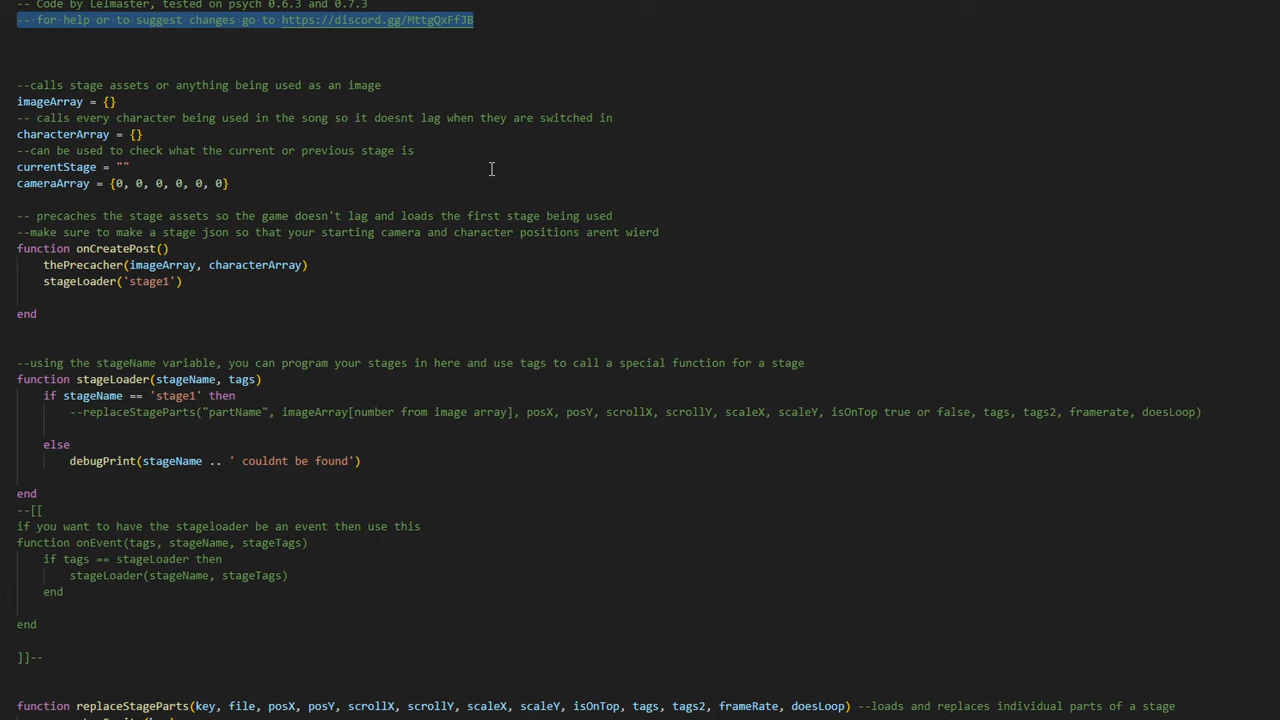 -- Code by Lelmaster, tested on psych 0.6.3 and 0.7.3
-- for help or to suggest changes go to https://discord.gg/MttgQxFfJB
--calls stage assets or anything being used as an image
imageArray = {}
-- calls every character being used in the song so it doesnt lag when they are switched in
characterArray = {}
--can be used to check what the current or previous stage is
currentStage = ""
cameraArray = {0, 0, 0, 0, 0, 0}
-- precaches the stage assets so the game doesn't lag and loads the first stage being used
--make sure to make a stage json so that your starting camera and character positions arent wierd
function onCreatePost()
thePrecacher(imageArray, characterArray)
stageLoader('stage1')
end
--using the stageName variable, you can program your stages in here and use tags to call a special function for a stage
function stageLoader(stageName, tags)
if stageName == 'stage1' then
--replaceStageParts("partName", imageArray[number from image array], posX, posY, scrollX, scrollY, scaleX, scaleY, isOnTop true or false, tags, tags2, framerate, doesLoop)
else
debugPrint(stageName .. ' couldnt be found')
end
--[[
if you want to have the stageloader be an event then use this
function onEvent(tags, stageName, stageTags)
if tags == stageLoader then
stageLoader(stageName, stageTags)
end
end
]]--
function replaceStageParts(key, file, posX, posY, scrollX, scrollY, scaleX, scaleY, isOnTop, tags, tags2, frameRate, doesLoop) --loads and replaces individual parts of a stage